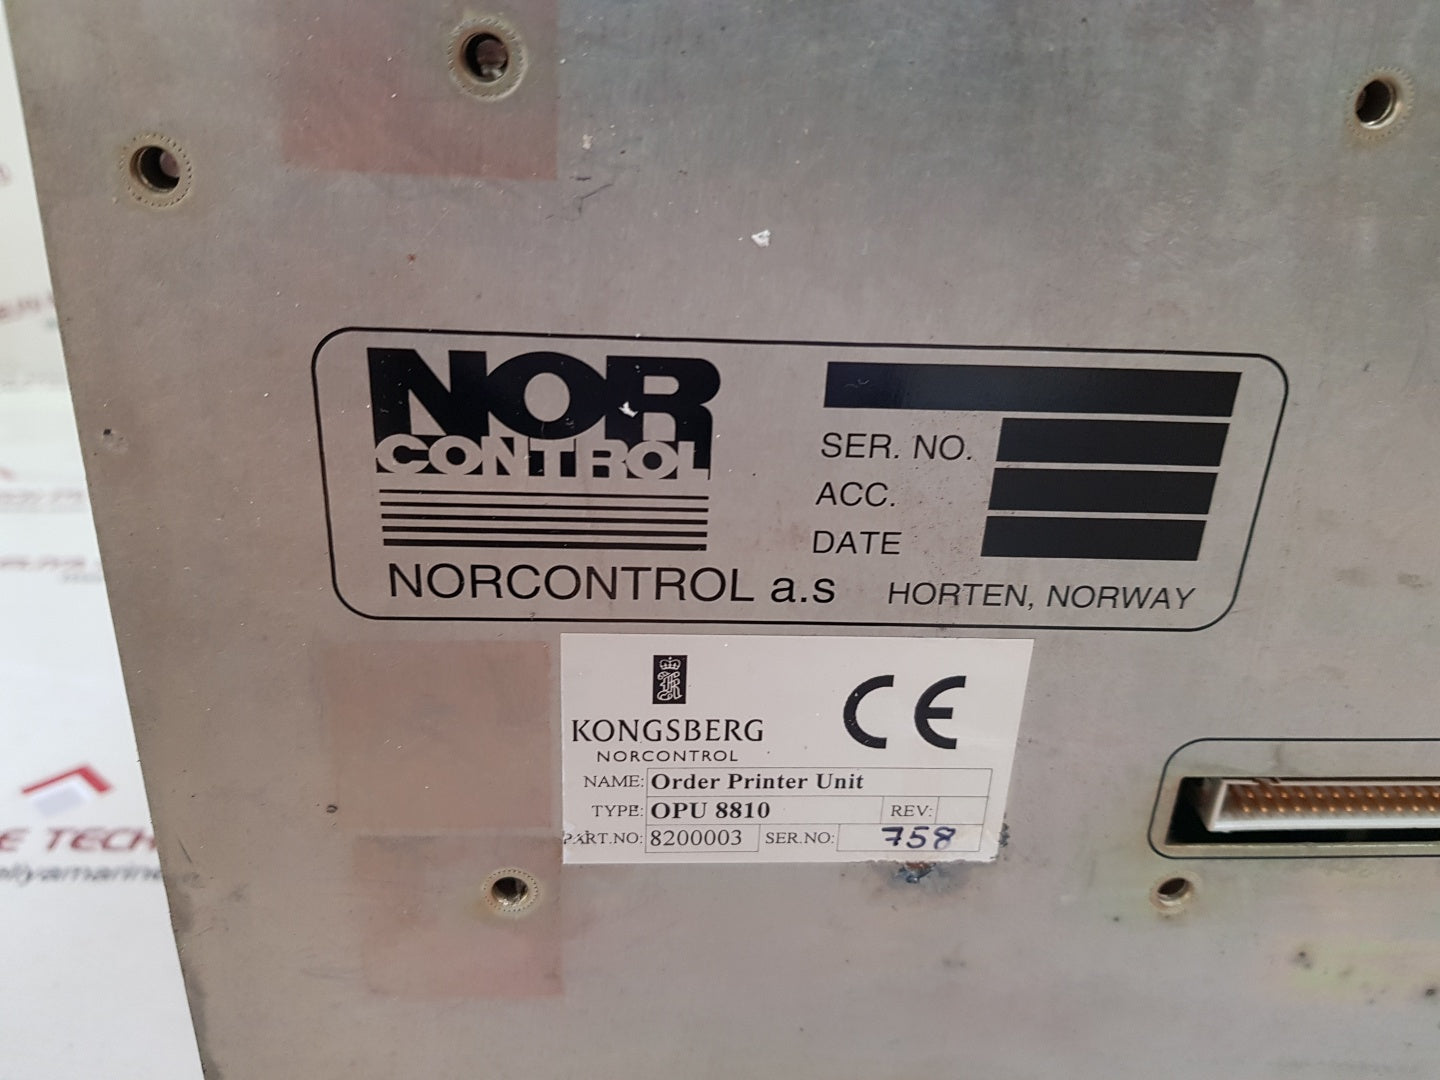 NOR
CONTROL
SER. NO.
ACC.
DATE
NORCONTROL a.s HORTEN, NORWAY
KONGSBERG
NORCONTROL
CE
NAME: Order Printer Unit
TYPE: OPU 8810 REV:
PART.NO: 8200003 SER.NO: 758